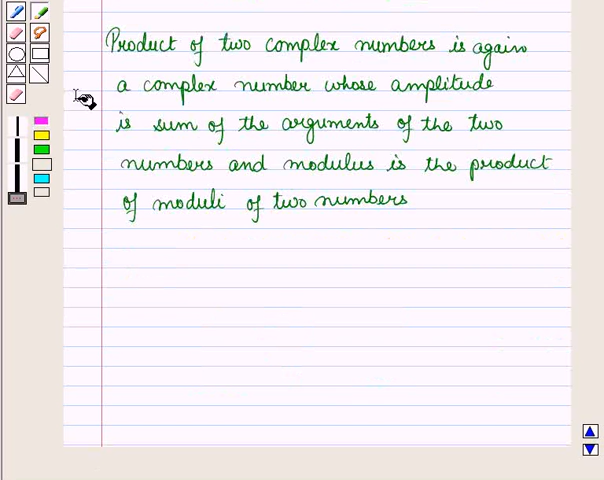 Product of two complex numbers is again
a complex number whose amplitude
is sum of the arguments of the two
numbers and modulus is the product
of moduli of two numbers